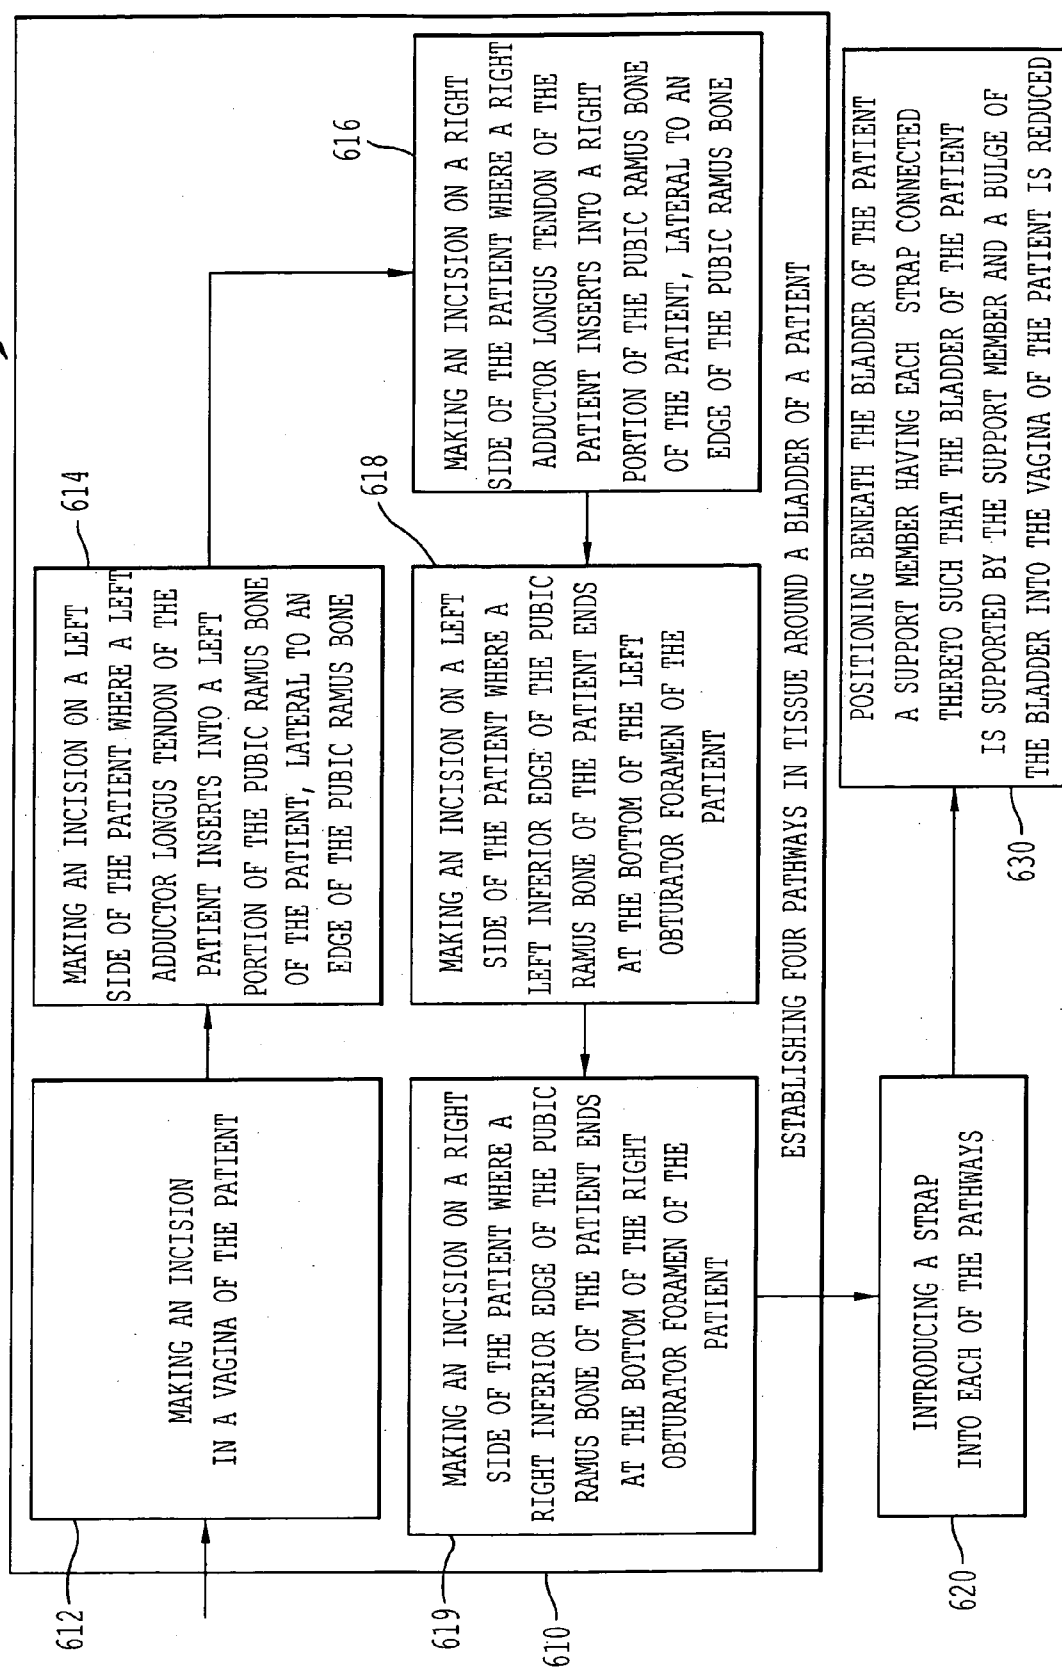 612
MAKING AN INCISION
IN A VAGINA OF THE PATIENT
614
MAKING AN INCISION ON A LEFT
SIDE OF THE PATIENT WHERE A LEFT
ADDUCTOR LONGUS TENDON OF THE
PATIENT INSERTS INTO A LEFT
PORTION OF THE PUBIC RAMUS BONE
OF THE PATIENT, LATERAL TO AN
EDGE OF THE PUBIC RAMUS BONE
616
MAKING AN INCISION ON A RIGHT
SIDE OF THE PATIENT WHERE A RIGHT
ADDUCTOR LONGUS TENDON OF THE
PATIENT INSERTS INTO A RIGHT
PORTION OF THE PUBIC RAMUS BONE
OF THE PATIENT, LATERAL TO AN
EDGE OF THE PUBIC RAMUS BONE
618
MAKING AN INCISION ON A LEFT
SIDE OF THE PATIENT WHERE A
LEFT INFERIOR EDGE OF THE PUBIC
RAMUS BONE OF THE PATIENT ENDS
AT THE BOTTOM OF THE LEFT
OBTURATOR FORAMEN OF THE
PATIENT
619
MAKING AN INCISION ON A RIGHT
SIDE OF THE PATIENT WHERE A
RIGHT INFERIOR EDGE OF THE PUBIC
RAMUS BONE OF THE PATIENT ENDS
AT THE BOTTOM OF THE RIGHT
OBTURATOR FORAMEN OF THE
PATIENT
610
ESTABLISHING FOUR PATHWAYS IN TISSUE AROUND A BLADDER OF A PATIENT
620
INTRODUCING A STRAP
INTO EACH OF THE PATHWAYS
630
POSITIONING BENEATH THE BLADDER OF THE PATIENT
A SUPPORT MEMBER HAVING EACH STRAP CONNECTED
THERETO SUCH THAT THE BLADDER OF THE PATIENT
IS SUPPORTED BY THE SUPPORT MEMBER AND A BULGE OF
THE BLADDER INTO THE VAGINA OF THE PATIENT IS REDUCED